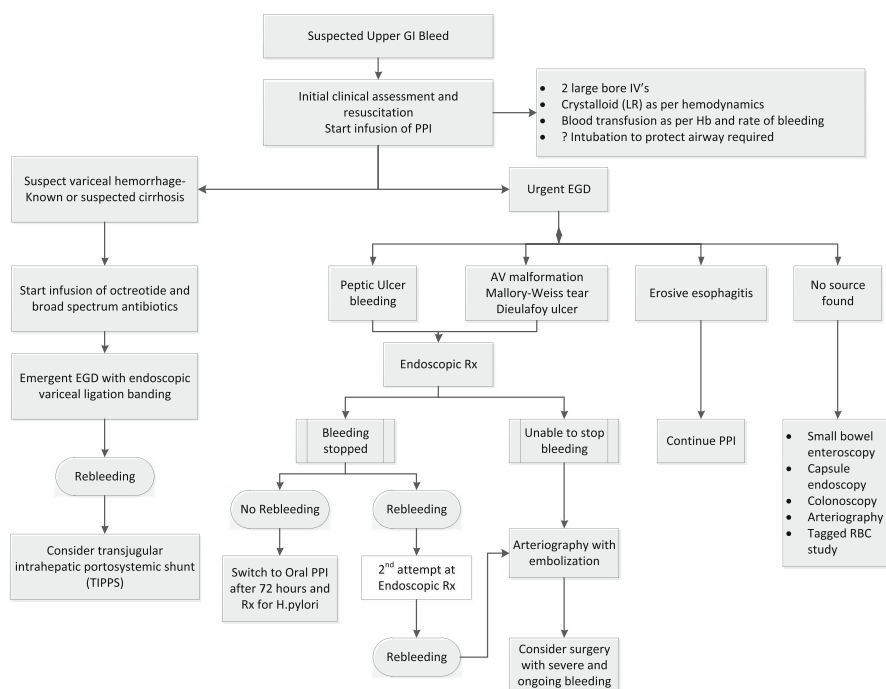 Suspected Upper GI Bleed
Initial clinical assessment and
resuscitation
Start infusion of PPI
• 2 large bore IV's
• Crystalloid (LR) as per hemodynamics
• Blood transfusion as per Hb and rate of bleeding
• ? Intubation to protect airway required
Suspect variceal hemorrhage-
Known or suspected cirrhosis
Urgent EGD
Start infusion of octreotide and
broad spectrum antibiotics
Peptic Ulcer
bleeding
AV malformation
Mallory-Weiss tear
Dieulafoy ulcer
Erosive esophagitis
No source
found
Emergent EGD with endoscopic
variceal ligation banding
Endoscopic Rx
Bleeding
stopped
Unable to stop
bleeding
Continue PPI
• Small bowel
enteroscopy
• Capsule
endoscopy
• Colonoscopy
• Arteriography
• Tagged RBC
study
Rebleeding
No Rebleeding
Rebleeding
Consider transjugular
intrahepatic portosystemic shunt
(TIPPS)
Switch to Oral PPI
after 72 hours and
Rx for H.pylori
2nd attempt at
Endoscopic Rx
Arteriography with
embolization
Rebleeding
Consider surgery
with severe and
ongoing bleeding